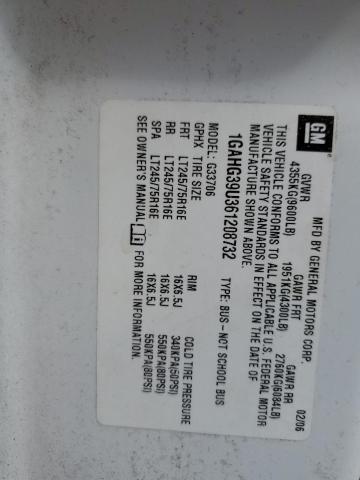 GM
MFD BY GENERAL MOTORS CORP. 02/06
GVWR GAWR FRT GAWR RR
4355KG(9600LB) 1951KG(4300LB) 2760KG(6084LB)
THIS VEHICLE CONFORMS TO ALL APPLICABLE U.S. FEDERAL MOTOR
VEHICLE SAFETY STANDARDS IN EFFECT ON THE DATE OF
MANUFACTURE SHOWN ABOVE.
1GAHG39U361208732 TYPE: BUS-NOT SCHOOL BUS
MODEL: G33706
GPHX TIRE SIZE RIM COLD TIRE PRESSURE
FRT LT245/75R16E 16X6.5J 340KPA(50PSI)
RR LT245/75R16E 16X6.5J 550KPA(80PSI)
SPA LT245/75R16E 16X6.5J 550KPA(80PSI)
SEE OWNER'S MANUAL FOR MORE INFORMATION.